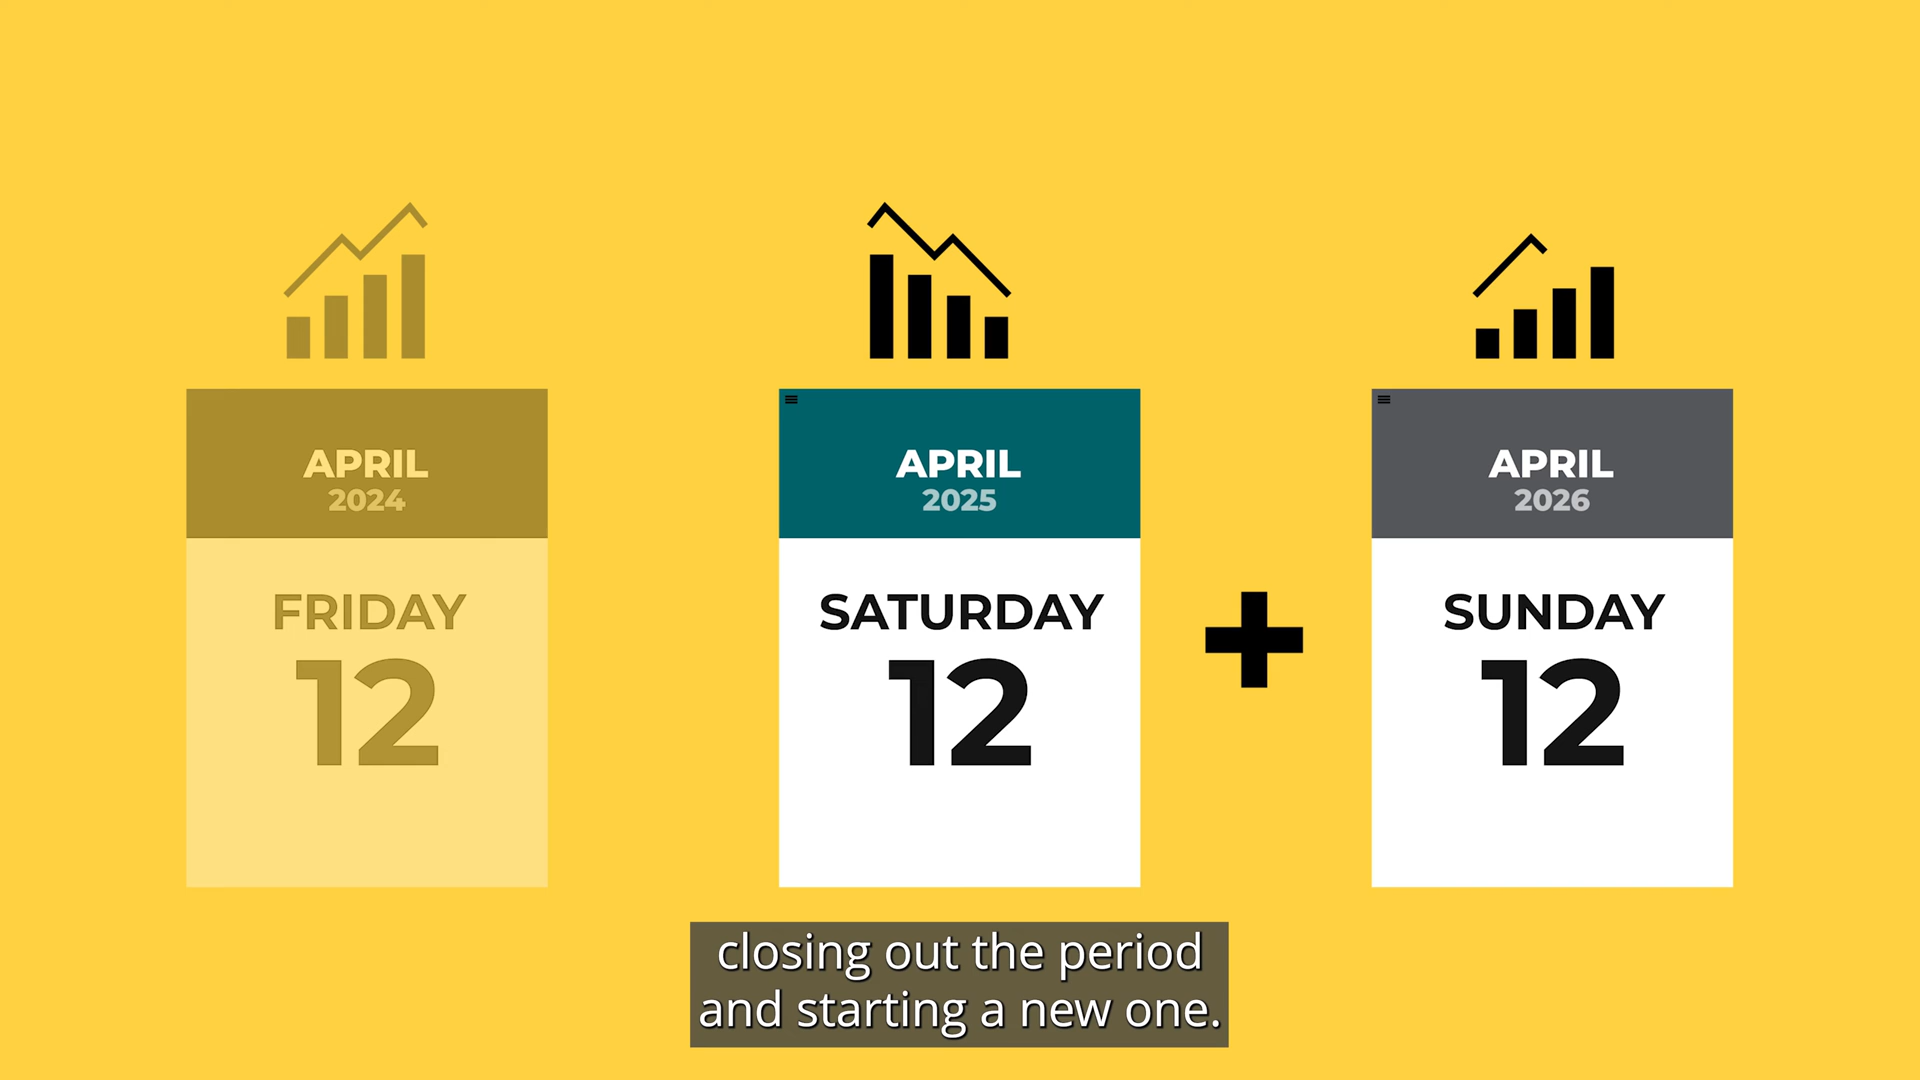 APRIL
2024
FRIDAY
12
APRIL
2025
SATURDAY
12
APRIL
2026
SUNDAY
12
closing out the period
and starting a new one.